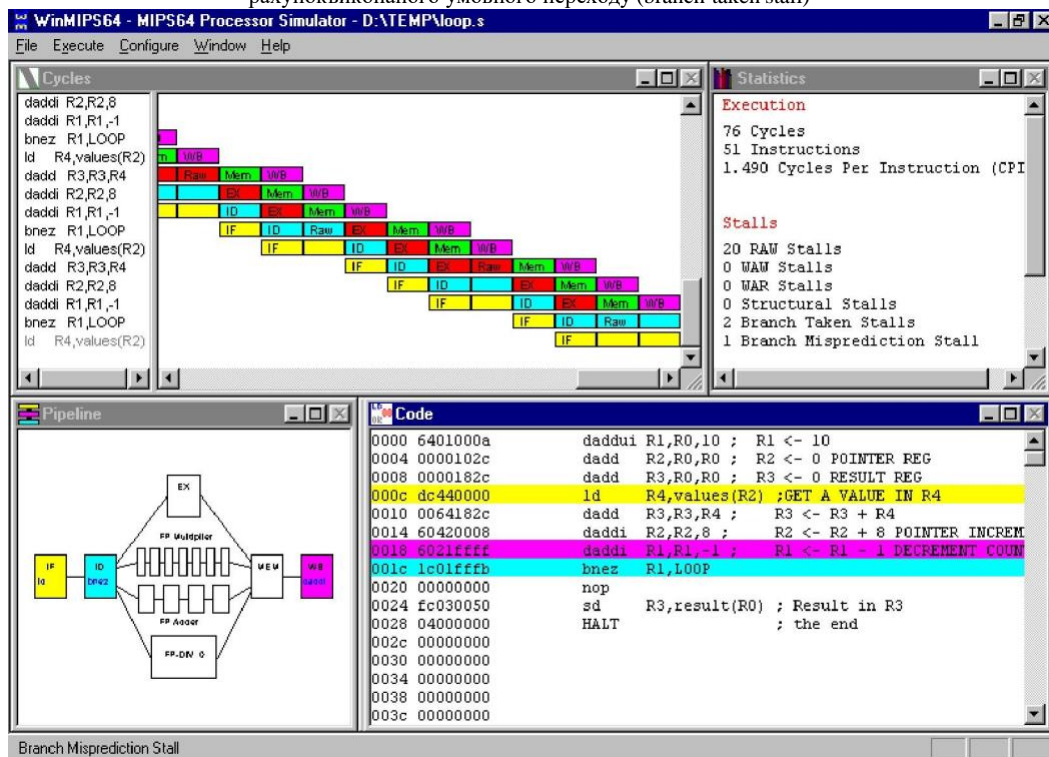 рахуноквиконаного умовного переходу (branch taken stall)
WinMIPS64 - MIPS64 Processor Simulator - D:\TEMP\loop.s
File Execute Configure Window Help
Cycles
daddi R2,R2,8
daddi R1,R1,-1
bnez R1,LOOP
ld R4,values(R2) WB
dadd R3,R3,R4 Raw Mem WB
daddi R2,R2,8 EX Mem WB
daddi R1,R1,-1 ID EX Mem WB
bnez R1,LOOP IF ID Raw EX Mem WB
ld R4,values(R2) IF ID EX Mem WB
dadd R3,R3,R4 IF ID EX Raw Mem WB
daddi R2,R2,8 IF ID EX Mem WB
daddi R1,R1,-1 IF ID EX Mem WB
bnez R1,LOOP IF ID Raw
ld R4,values(R2) IF
Statistics
Execution
76 Cycles
51 Instructions
1.490 Cycles Per Instruction (CPI
Stalls
20 RAW Stalls
0 WAW Stalls
0 WAR Stalls
0 Structural Stalls
2 Branch Taken Stalls
1 Branch Misprediction Stall
Pipeline
EX
FP Multiplier
IF ID MEM WB
ld bnez daddi
FP Adder
FP-DIV 0
Code
0000 6401000a daddui R1,R0,10 ; R1 <- 10
0004 0000102c dadd R2,R0,R0 ; R2 <- 0 POINTER REG
0008 0000182c dadd R3,R0,R0 ; R3 <- 0 RESULT REG
000c dc440000 ld R4,values(R2) ;GET A VALUE IN R4
0010 0064182c dadd R3,R3,R4 ; R3 <- R3 + R4
0014 60420008 daddi R2,R2,8 ; R2 <- R2 + 8 POINTER INCREM
0018 6021ffff daddi R1,R1,-1 ; R1 <- R1 - 1 DECREMENT COUN
001c 1c01fffb bnez R1,LOOP
0020 00000000 nop
0024 fc030050 sd R3,result(R0) ; Result in R3
0028 04000000 HALT ; the end
002c 00000000
0030 00000000
0034 00000000
0038 00000000
003c 00000000
Branch Misprediction Stall